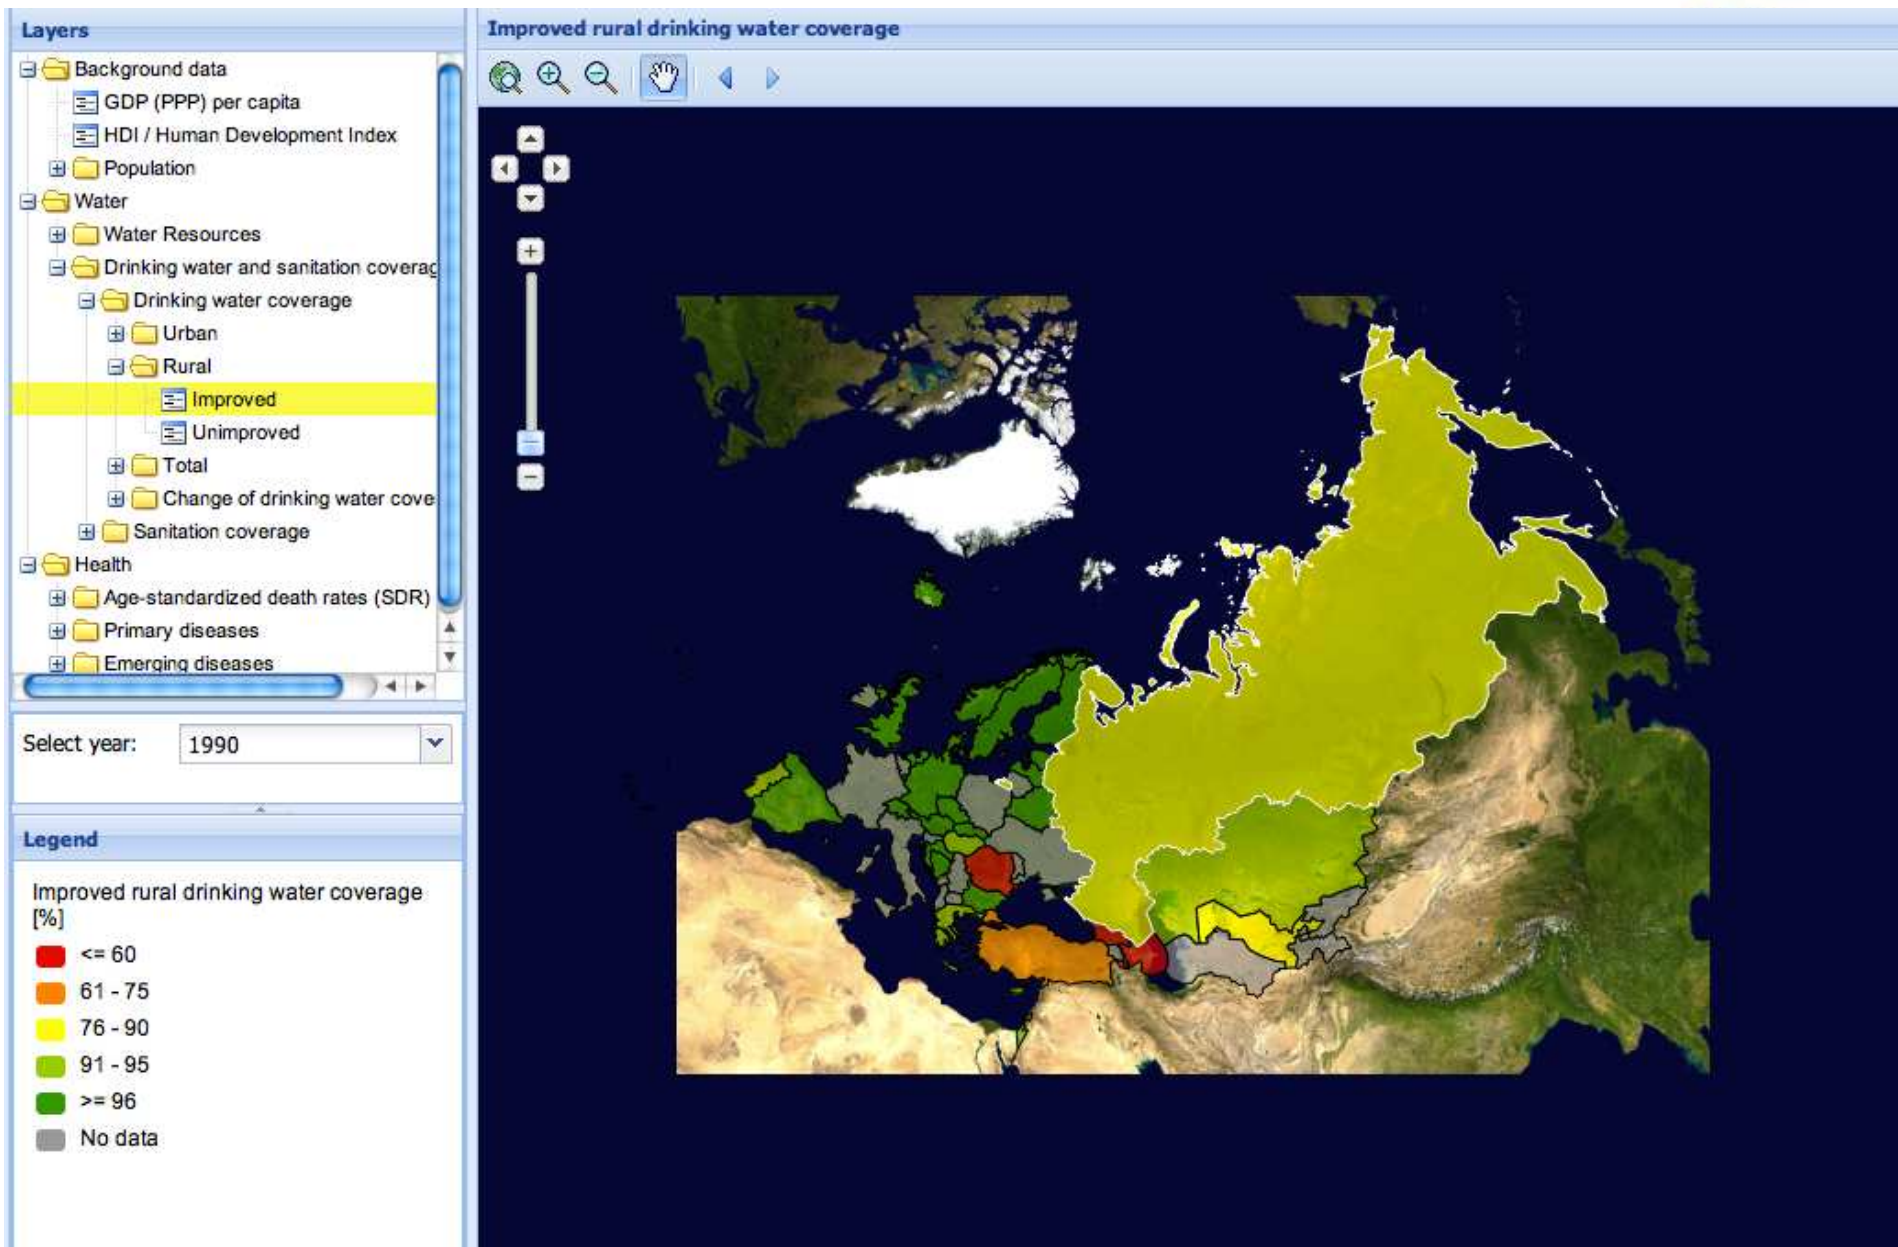 Layers
Background data
GDP (PPP) per capita
HDI / Human Development Index
Population
Water
Water Resources
Drinking water and sanitation coverag
Drinking water coverage
Urban
Rural
Improved
Unimproved
Total
Change of drinking water cove
Sanitation coverage
Health
Age-standardized death rates (SDR)
Primary diseases
Emerging diseases
Select year:
1990
Legend
Improved rural drinking water coverage
[%]
<= 60
61 - 75
76 - 90
91 - 95
>= 96
No data
Improved rural drinking water coverage